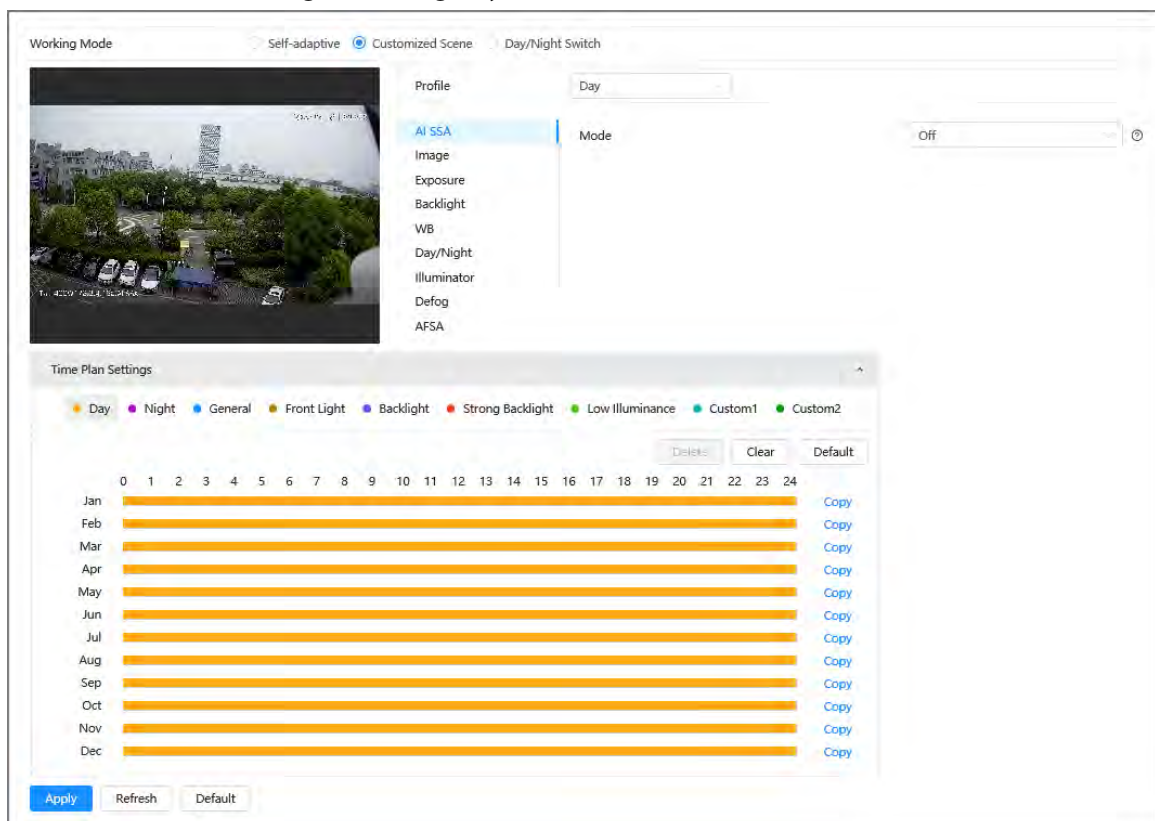 Working Mode Self-adaptive Customized Scene Day/Night Switch
Profile Day
AI SSA Mode Off
Image
Exposure
Backlight
WB
Day/Night
Illuminator
Defog
AFSA
Time Plan Settings
Day Night General Front Light Backlight Strong Backlight Low Illuminance Custom1 Custom2
Delete Clear Default
0 1 2 3 4 5 6 7 8 9 10 11 12 13 14 15 16 17 18 19 20 21 22 23 24
Jan Copy
Feb Copy
Mar Copy
Apr Copy
May Copy
Jun Copy
Jul Copy
Aug Copy
Sep Copy
Oct Copy
Nov Copy
Dec Copy
Apply Refresh Default